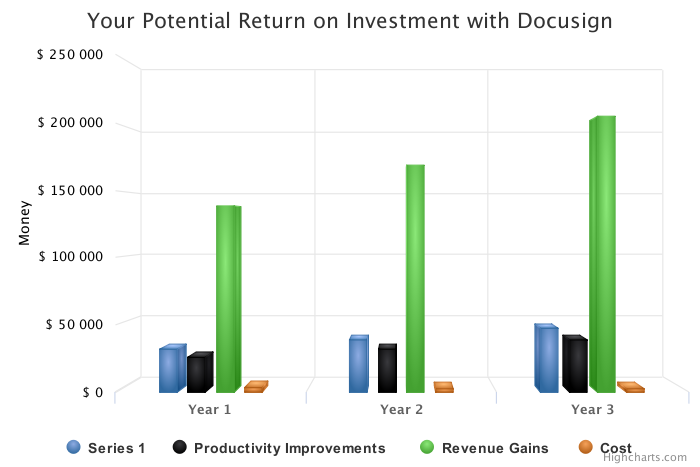 Your Potential Return on Investment with Docusign
$ 250 000
$ 200 000
$ 150 000
$ 100 000
$ 50 000
$ 0
Money
Year 1
Year 2
Year 3
Series 1
Productivity Improvements
Revenue Gains
Cost
Highcharts.com